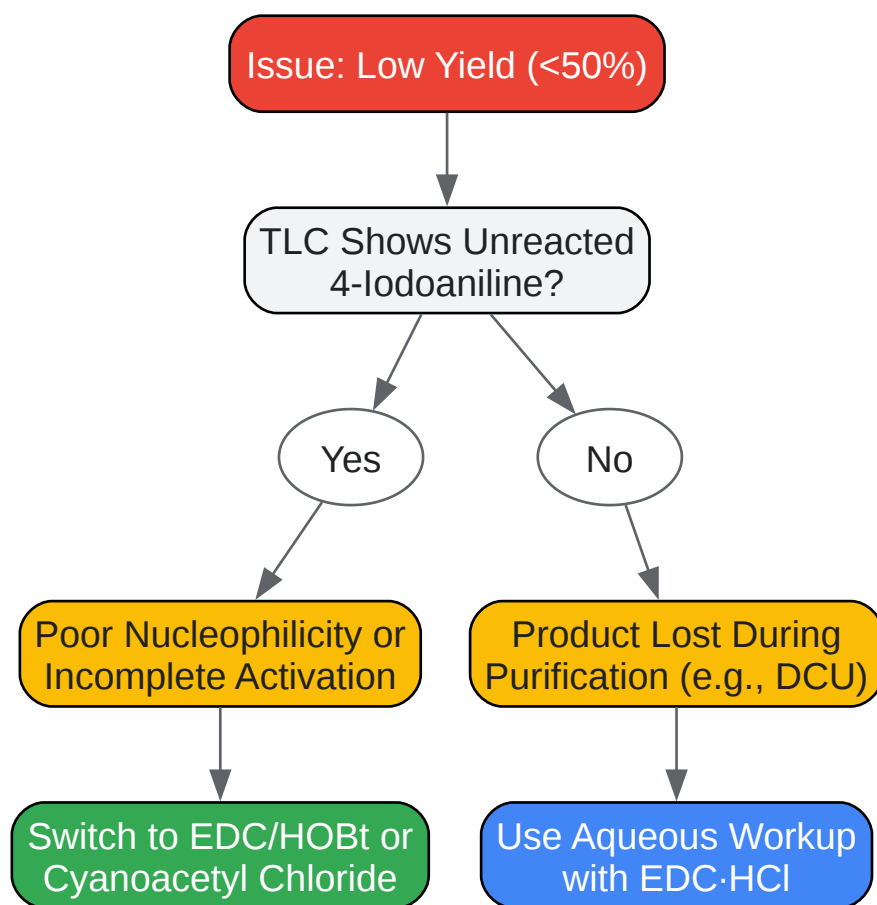 Issue: Low Yield (<50%)
TLC Shows Unreacted
4-Iodoaniline?
Yes
No
Poor Nucleophilicity or
Incomplete Activation
Product Lost During
Purification (e.g., DCU)
Switch to EDC/HOBt or
Cyanoacetyl Chloride
Use Aqueous Workup
with EDC·HCl